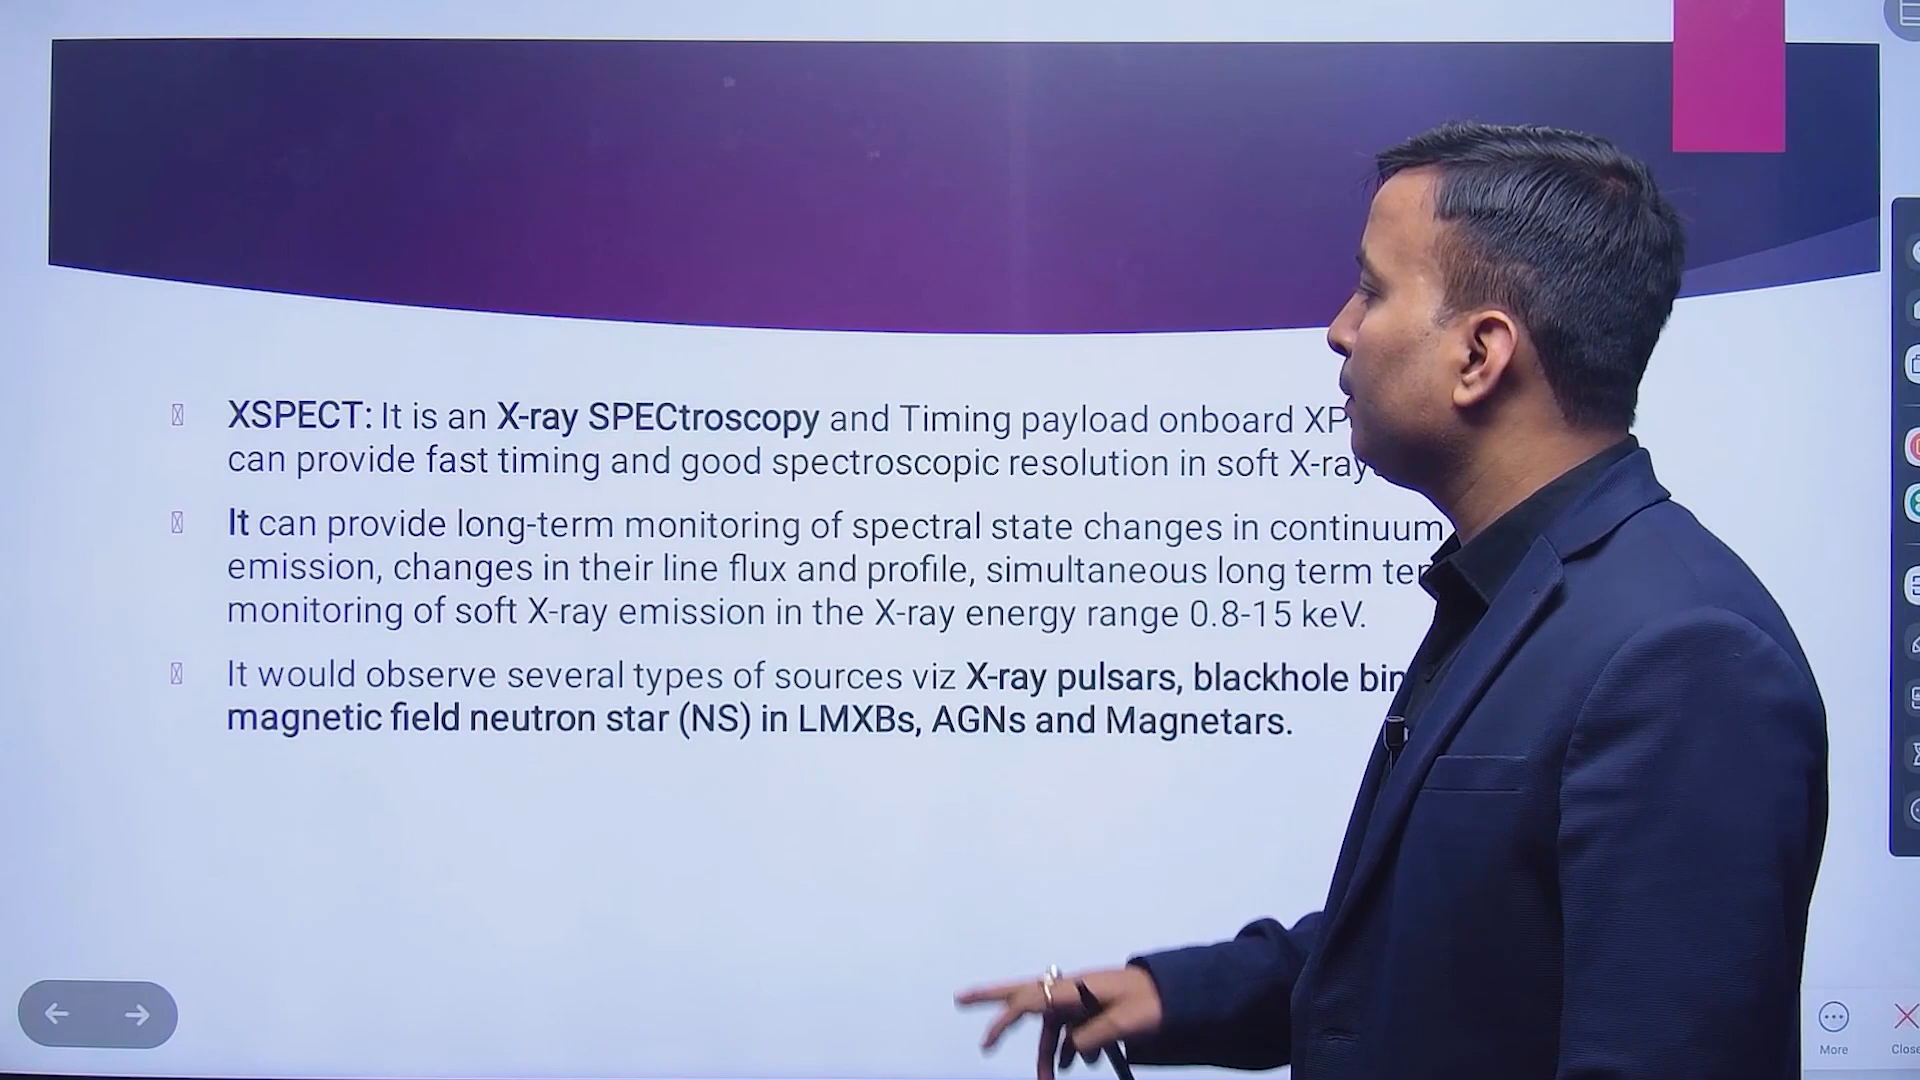 XSPECT: It is an X-ray SPECtroscopy and Timing payload onboard
can provide fast timing and good spectroscopic resolution in soft X-ray
It can provide long-term monitoring of spectral state changes in continuum
emission, changes in their line flux and profile, simultaneous long term
monitoring of soft X-ray emission in the X-ray energy range 0.8-15 keV.
It would observe several types of sources viz X-ray pulsars, blackhole
magnetic field neutron star (NS) in LMXBs, AGNs and Magnetars.
More
Close